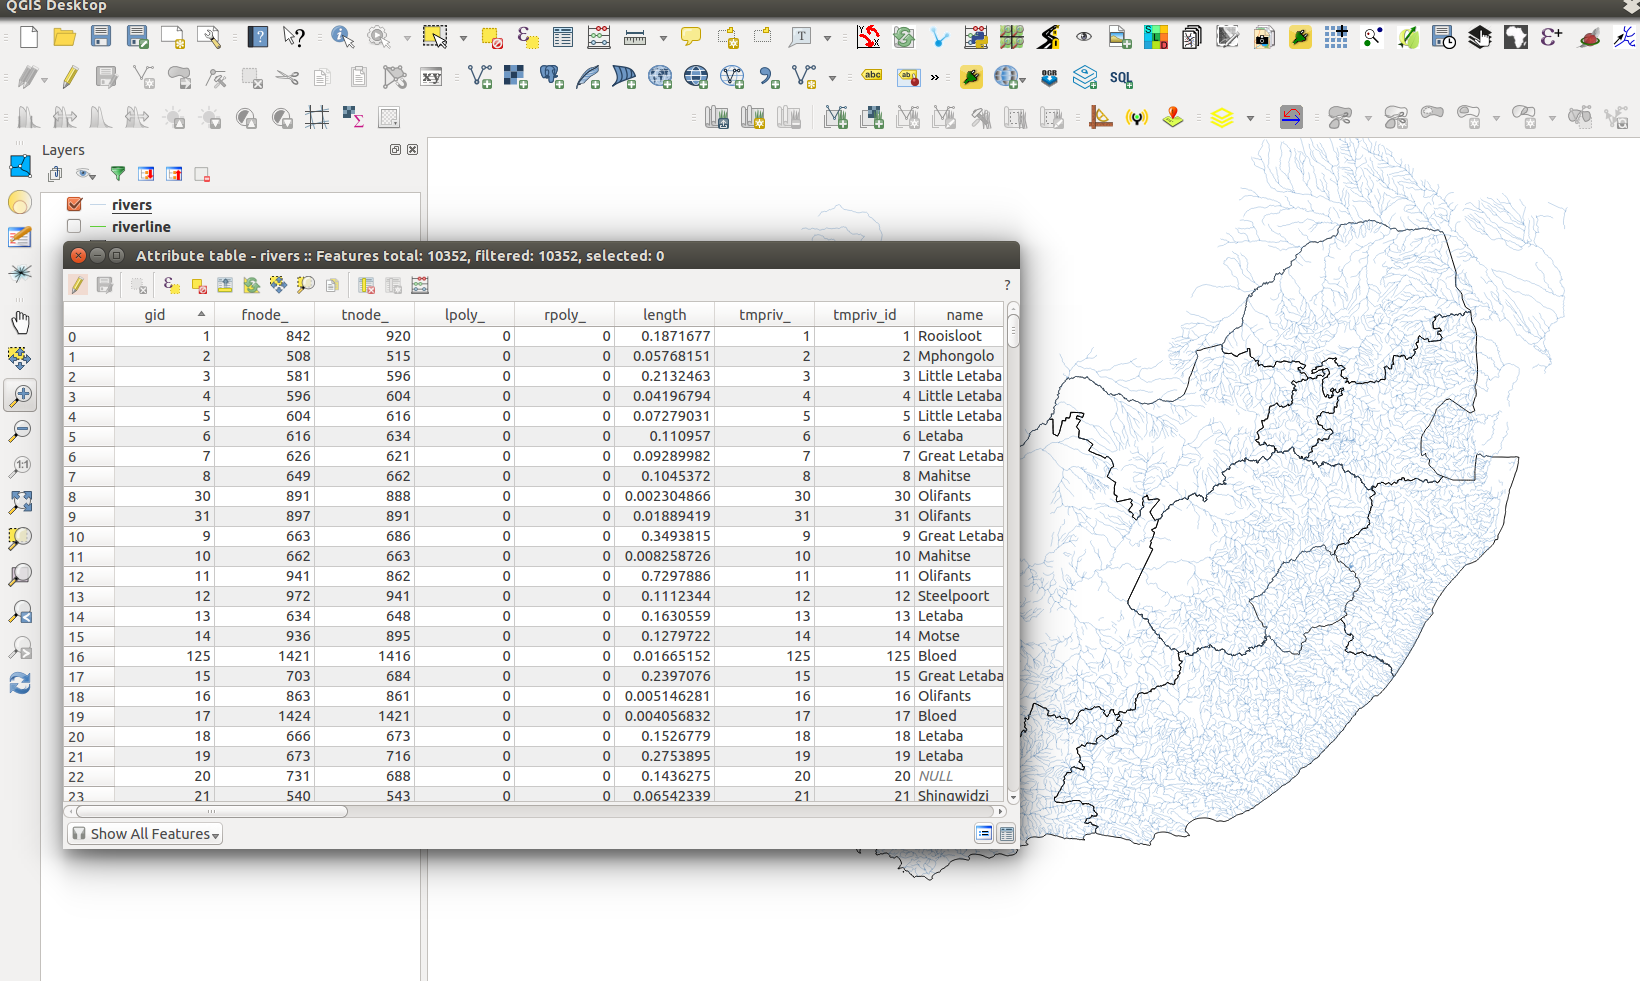 QGIS Desktop
T
abc
ab
»
OGR
SQL
x-y
1:1
Layers
rivers
riverline
Attribute table - rivers :: Features total: 10352, filtered: 10352, selected: 0
?
gid fnode_ tnode_ lpoly_ rpoly_ length tmpriv_ tmpriv_id name
0 1 842 920 0 0 0.1871677 1 1 Rooisloot
1 2 508 515 0 0 0.05768151 2 2 Mphongolo
2 3 581 596 0 0 0.2132463 3 3 Little Letaba
3 4 596 604 0 0 0.04196794 4 4 Little Letaba
4 5 604 616 0 0 0.07279031 5 5 Little Letaba
5 6 616 634 0 0 0.110957 6 6 Letaba
6 7 626 621 0 0 0.09289982 7 7 Great Letaba
7 8 649 662 0 0 0.1045372 8 8 Mahitse
8 30 891 888 0 0 0.002304866 30 30 Olifants
9 31 897 891 0 0 0.01889419 31 31 Olifants
10 9 663 686 0 0 0.3493815 9 9 Great Letaba
11 10 662 663 0 0 0.008258726 10 10 Mahitse
12 11 941 862 0 0 0.7297886 11 11 Olifants
13 12 972 941 0 0 0.1112344 12 12 Steelpoort
14 13 634 648 0 0 0.1630559 13 13 Letaba
15 14 936 895 0 0 0.1279722 14 14 Motse
16 125 1421 1416 0 0 0.01665152 125 125 Bloed
17 15 703 684 0 0 0.2397076 15 15 Great Letaba
18 16 863 861 0 0 0.005146281 16 16 Olifants
19 17 1424 1421 0 0 0.004056832 17 17 Bloed
20 18 666 673 0 0 0.1526779 18 18 Letaba
21 19 673 716 0 0 0.2753895 19 19 Letaba
22 20 731 688 0 0 0.1436275 20 20 NULL
23 21 540 543 0 0 0.06542339 21 21 Shingwidzi
Show All Features